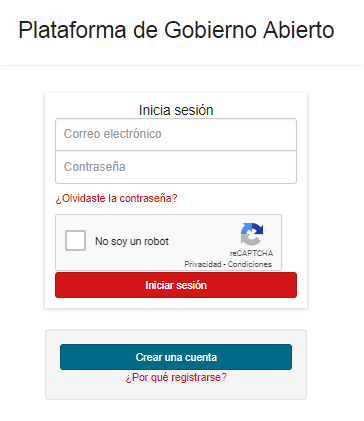 Plataforma de Gobierno Abierto
Inicia sesión
Correo electrónico
Contraseña
¿Olvidaste la contraseña?
No soy un robot
reCAPTCHA
Privacidad - Condiciones
Iniciar sesión
Crear una cuenta
¿Por qué registrarse?